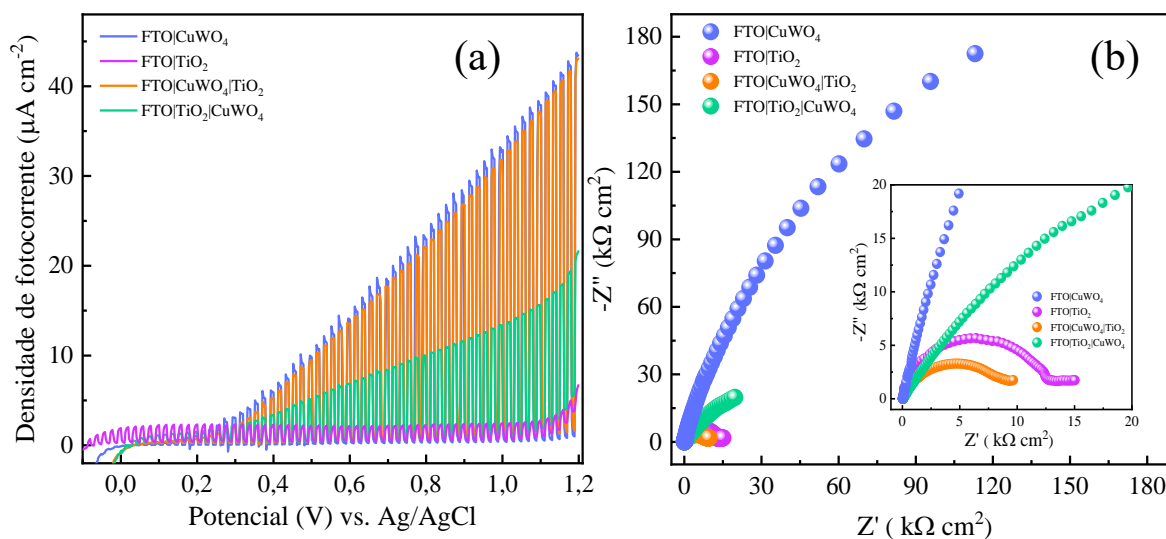 (a)
FTO|CuWO₄
FTO|TiO₂
FTO|CuWO₄|TiO₂
FTO|TiO₂|CuWO₄
Densidade de fotocorrente (μA cm⁻²)
40
30
20
10
0
0,0 0,2 0,4 0,6 0,8 1,0 1,2
Potencial (V) vs. Ag/AgCl
(b)
FTO|CuWO₄
FTO|TiO₂
FTO|CuWO₄|TiO₂
FTO|TiO₂|CuWO₄
-Z'' (kΩ cm²)
180
150
120
90
60
30
0
0 30 60 90 120 150 180
Z' ( kΩ cm²)
-Z'' (kΩ cm²)
20
15
10
5
0
FTO|CuWO₄
FTO|TiO₂
FTO|CuWO₄|TiO₂
FTO|TiO₂|CuWO₄
0 5 10 15 20
Z' ( kΩ cm²)